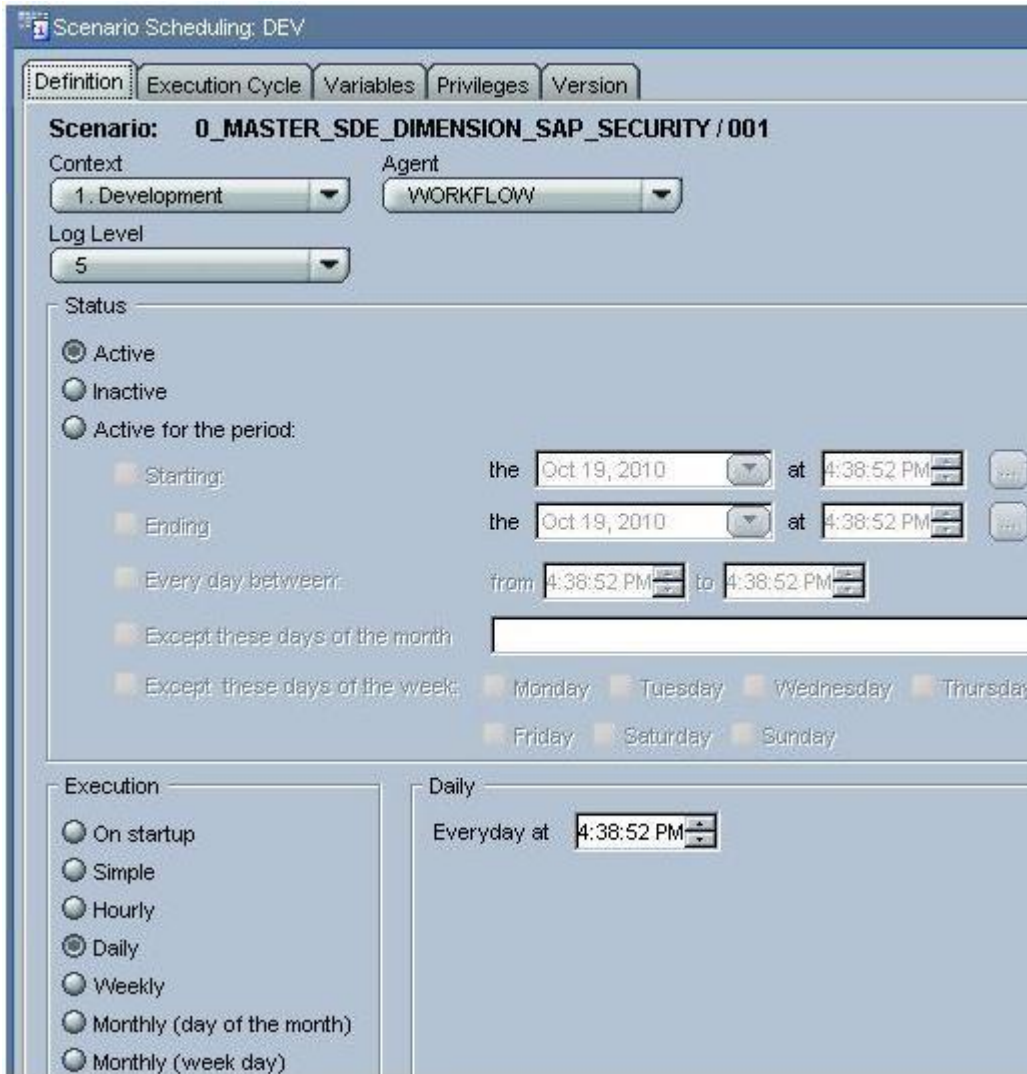 Scenario Scheduling: DEV
Definition Execution Cycle Variables Privileges Version
Scenario: 0_MASTER_SDE_DIMENSION_SAP_SECURITY / 001
Context Agent
1. Development WORKFLOW
Log Level
5
Status
Active
Inactive
Active for the period:
Starting: the Oct 19, 2010 at 4:38:52 PM ...
Ending the Oct 19, 2010 at 4:38:52 PM ...
Every day between: from 4:38:52 PM to 4:38:52 PM
Except these days of the month
Except these days of the week: Monday Tuesday Wednesday Thursda
Friday Saturday Sunday
Execution Daily
On startup Everyday at 4:38:52 PM
Simple
Hourly
Daily
Weekly
Monthly (day of the month)
Monthly (week day)